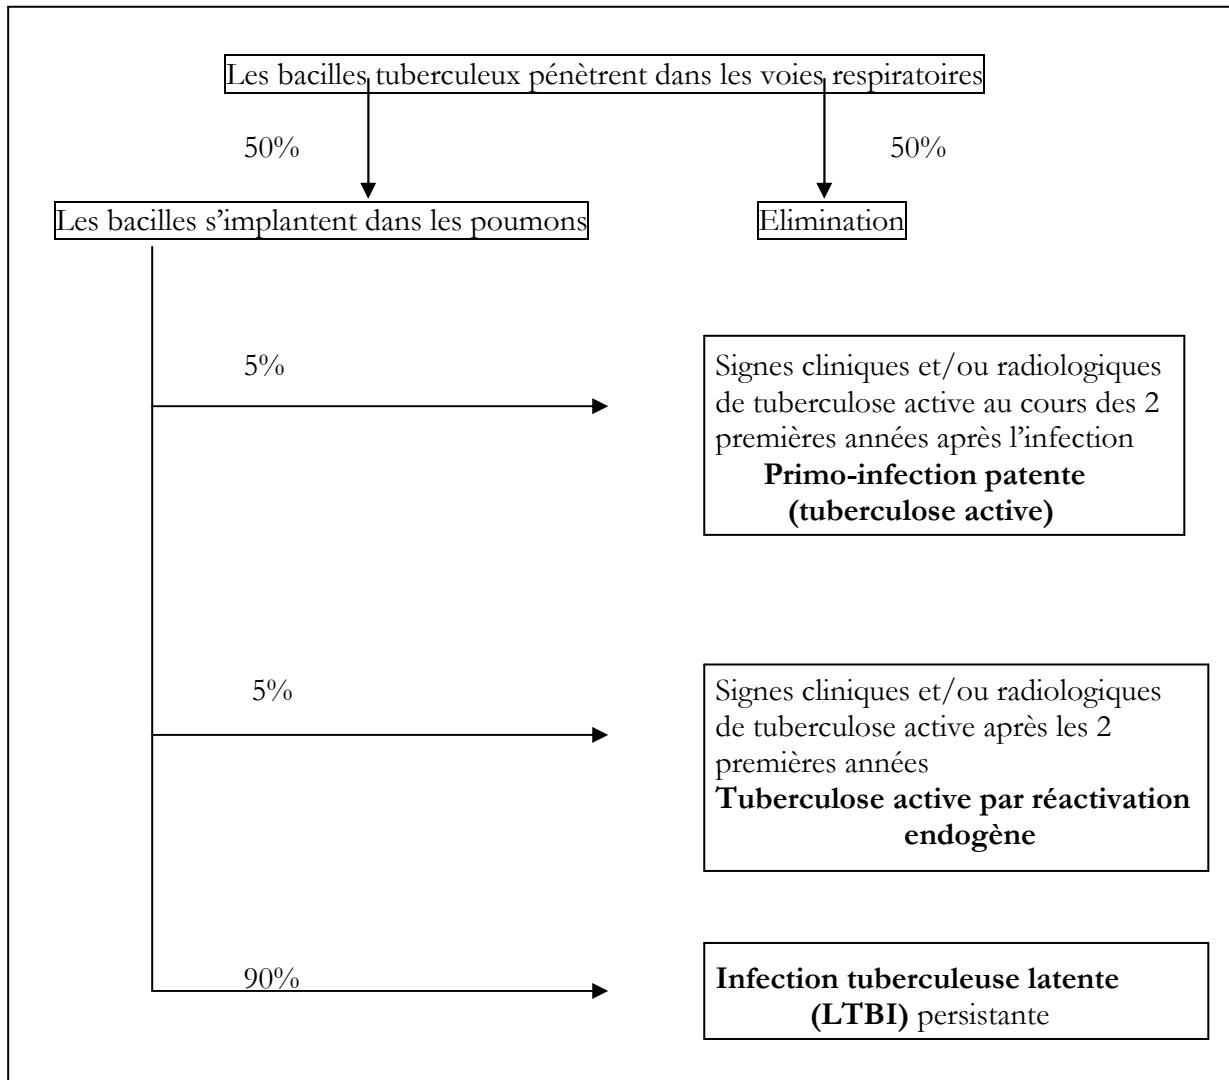 Les bacilles tuberculeux pénètrent dans les voies respiratoires
50%
50%
Les bacilles s’implantent dans les poumons
Elimination
5%
Signes cliniques et/ou radiologiques
de tuberculose active au cours des 2
premières années après l’infection
Primo-infection patente
(tuberculose active)
5%
Signes cliniques et/ou radiologiques
de tuberculose active après les 2
premières années
Tuberculose active par réactivation
endogène
90%
Infection tuberculeuse latente
(LTBI) persistante